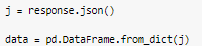 j = response.json()
data = pd.DataFrame.from_dict(j)